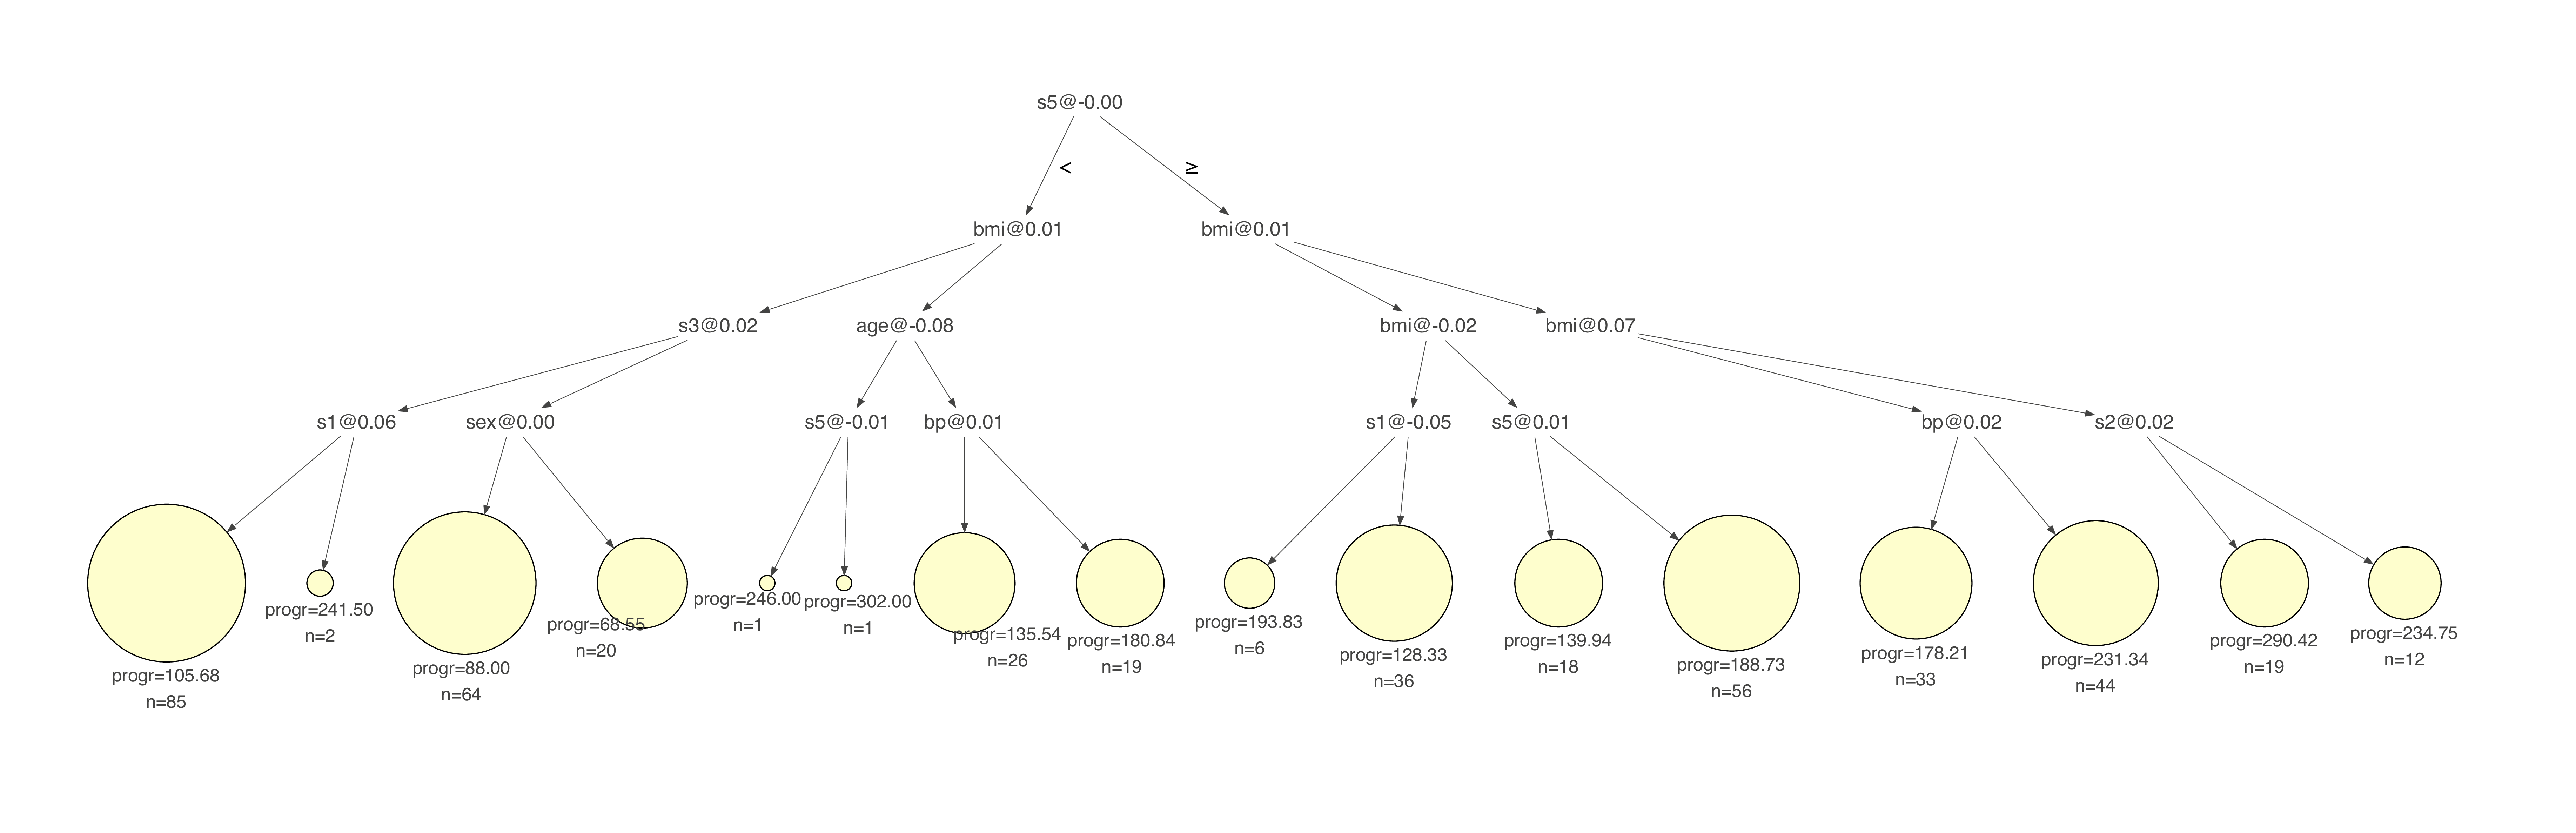 s5@-0.00
<
≥
bmi@0.01
bmi@0.01
s3@0.02
age@-0.08
bmi@-0.02
bmi@0.07
s1@0.06
sex@0.00
s5@-0.01
bp@0.01
s1@-0.05
s5@0.01
bp@0.02
s2@0.02
progr=105.68
n=85
progr=241.50
n=2
progr=88.00
n=64
progr=68.55
n=20
progr=246.00
n=1
progr=302.00
n=1
progr=135.54
n=26
progr=180.84
n=19
progr=193.83
n=6
progr=128.33
n=36
progr=139.94
n=18
progr=188.73
n=56
progr=178.21
n=33
progr=231.34
n=44
progr=290.42
n=19
progr=234.75
n=12